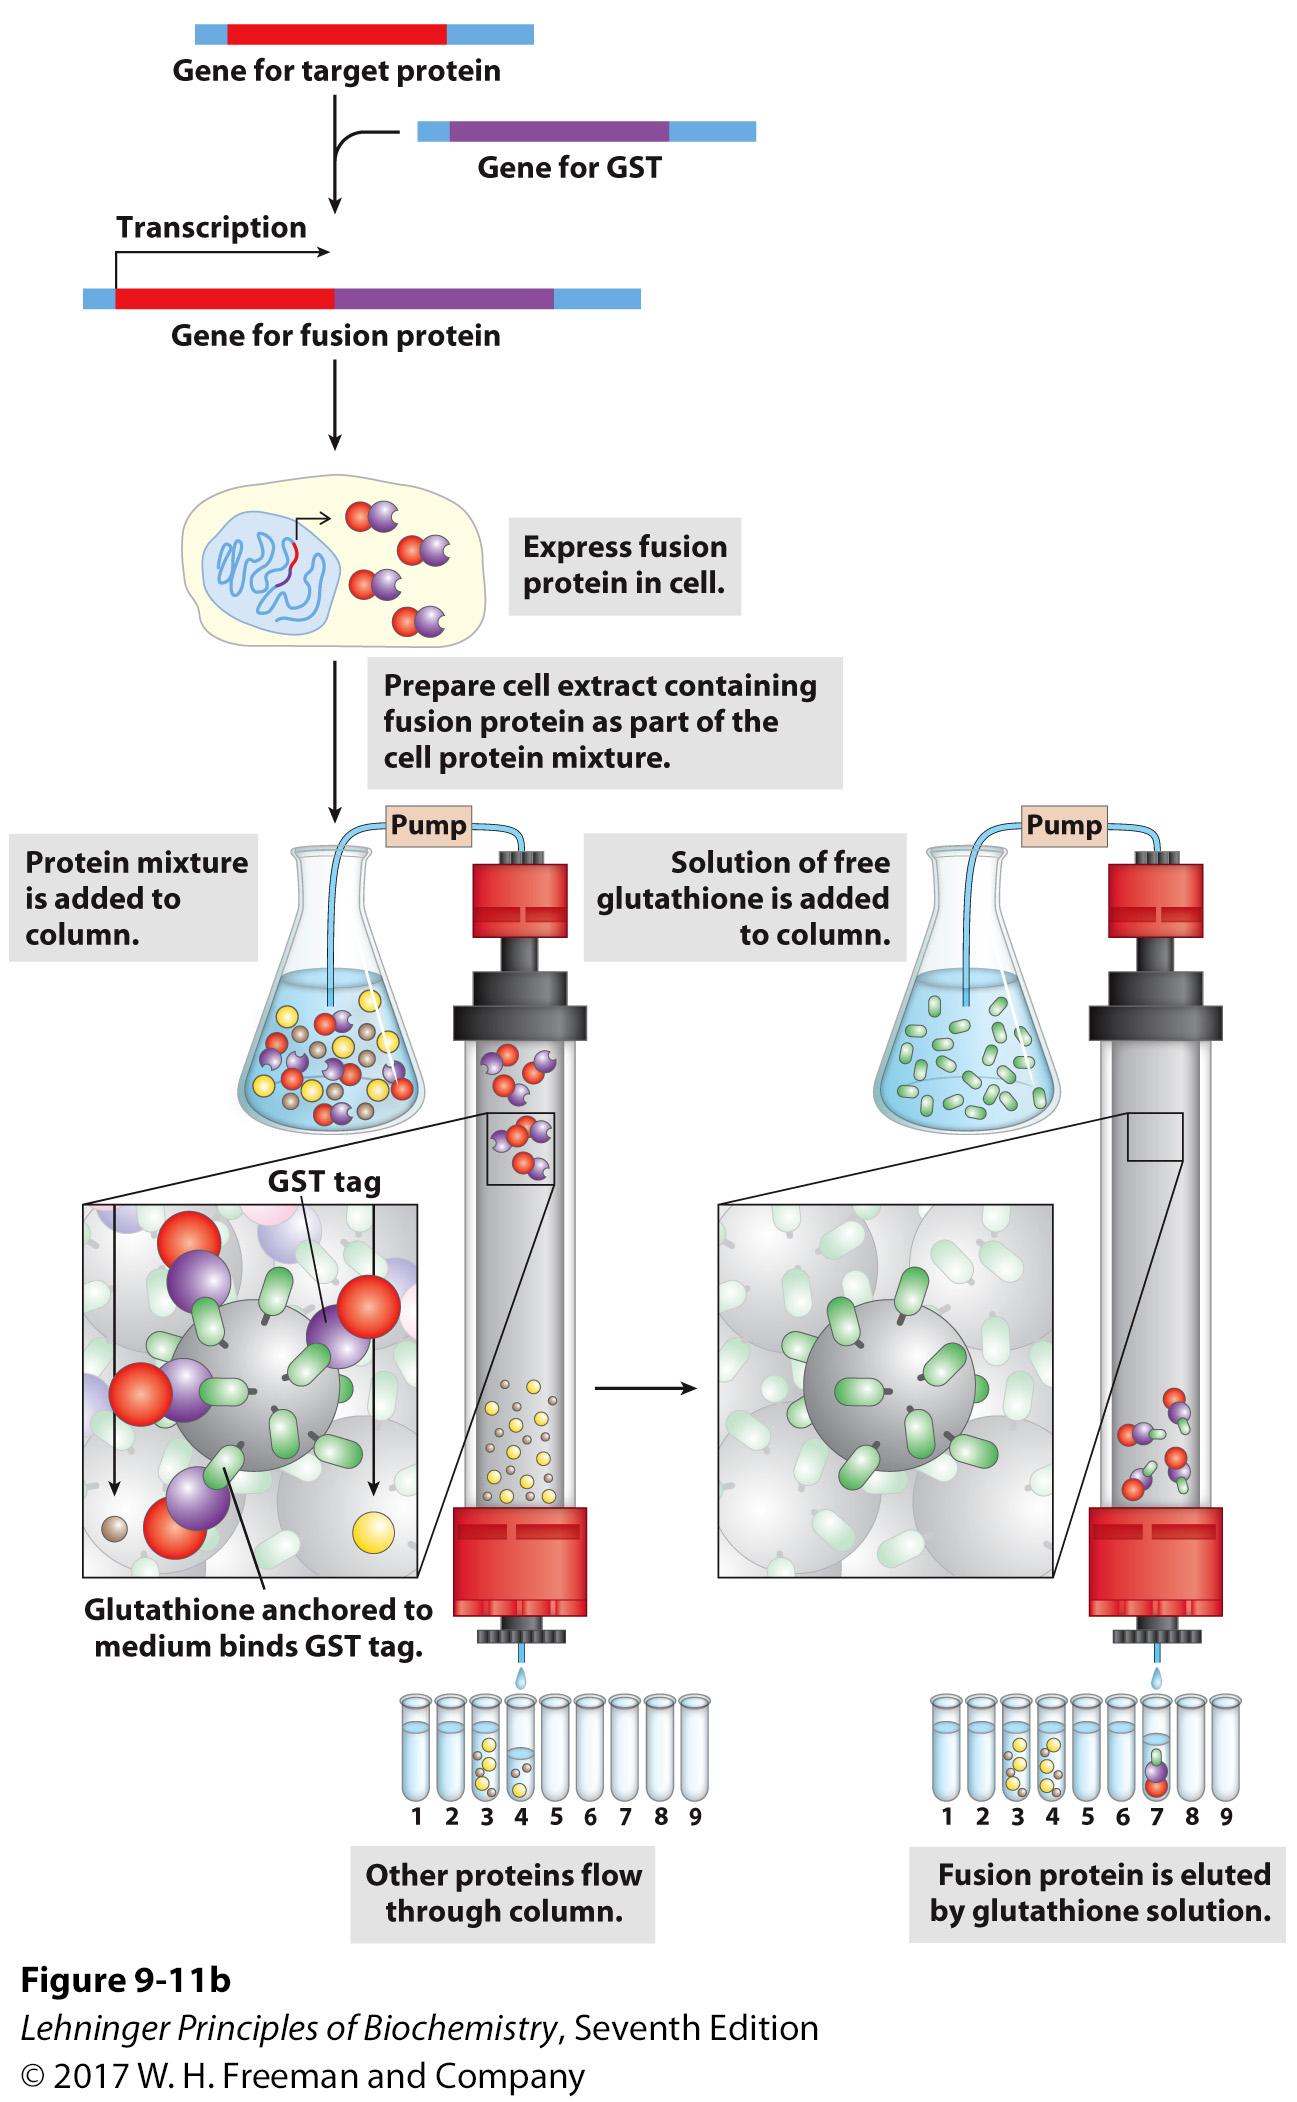 Gene for target protein
Gene for GST
Transcription
Gene for fusion protein
Express fusion
protein in cell.
Prepare cell extract containing
fusion protein as part of the
cell protein mixture.
Protein mixture
is added to
column.
Pump
Solution of free
glutathione is added
to column.
Pump
GST tag
Glutathione anchored to
medium binds GST tag.
1 2 3 4 5 6 7 8 9
1 2 3 4 5 6 7 8 9
Other proteins flow
through column.
Fusion protein is eluted
by glutathione solution.
Figure 9-11b
Lehninger Principles of Biochemistry, Seventh Edition
© 2017 W. H. Freeman and Company